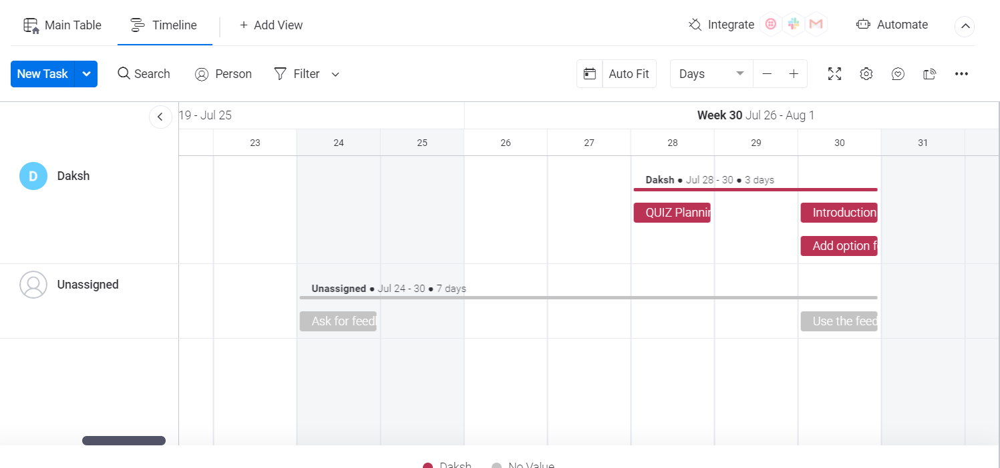 Main Table Timeline + Add View Integrate Automate
New Task Search Person Filter Auto Fit Days − +
19 - Jul 25 Week 30 Jul 26 - Aug 1
23 24 25 26 27 28 29 30 31
D Daksh
Daksh ● Jul 28 - 30 ● 3 days
QUIZ Plannin Introduction
Add option f
Unassigned
Unassigned ● Jul 24 - 30 ● 7 days
Ask for feed Use the feed
Daksh No Value